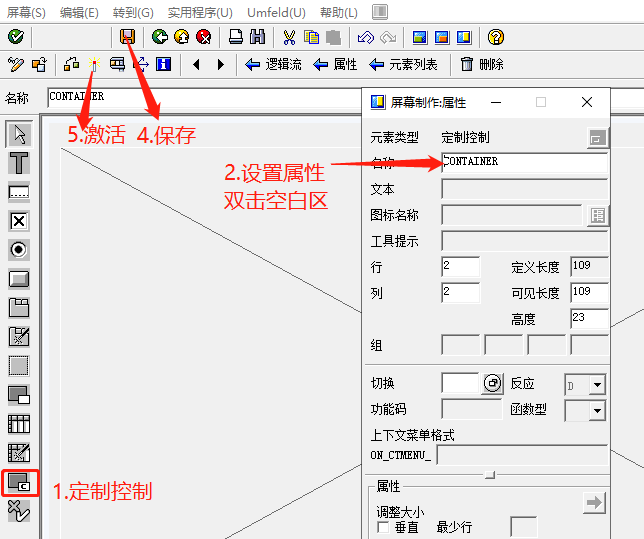 屏幕(S) 编辑(E) 转到(G) 实用程序(U) Umfeld(U) 帮助(L)
逻辑流 属性 元素列表 删除
名称 CONTAINER
5.激活 4.保存
屏幕制作:属性
元素类型 定制控制
名称 CONTAINER
2.设置属性
双击空白区
文本
图标名称
工具提示
行 2 定义长度 109
列 2 可见长度 109
高度 23
组
切换 反应 D
功能码 函数型
上下文菜单格式
ON_CTMENU_
属性
调整大小
垂直 最少行
1.定制控制
C